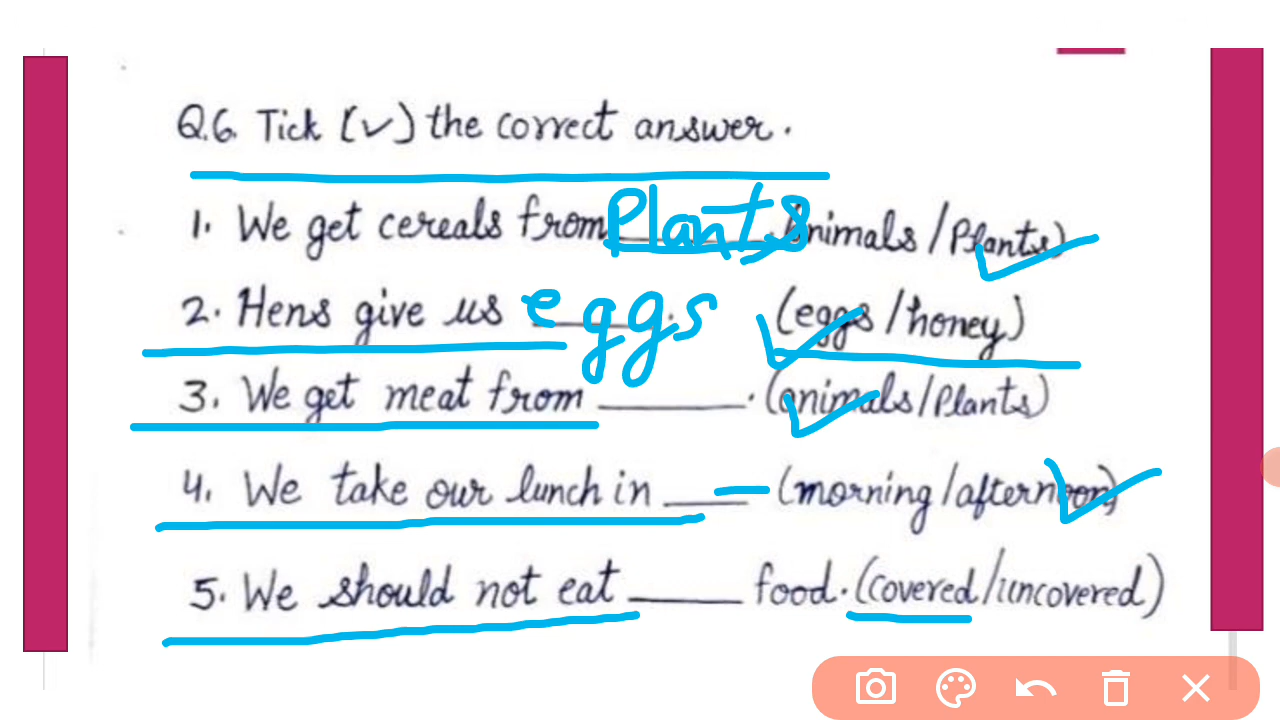 Q.6. Tick (✓) the correct answer.
1. We get cereals from Plants (Animals / Plants)
2. Hens give us eggs. (eggs / honey)
3. We get meat from ______. (animals / Plants)
4. We take our lunch in ____ (morning / afternoon)
5. We should not eat ____ food. (covered / uncovered)